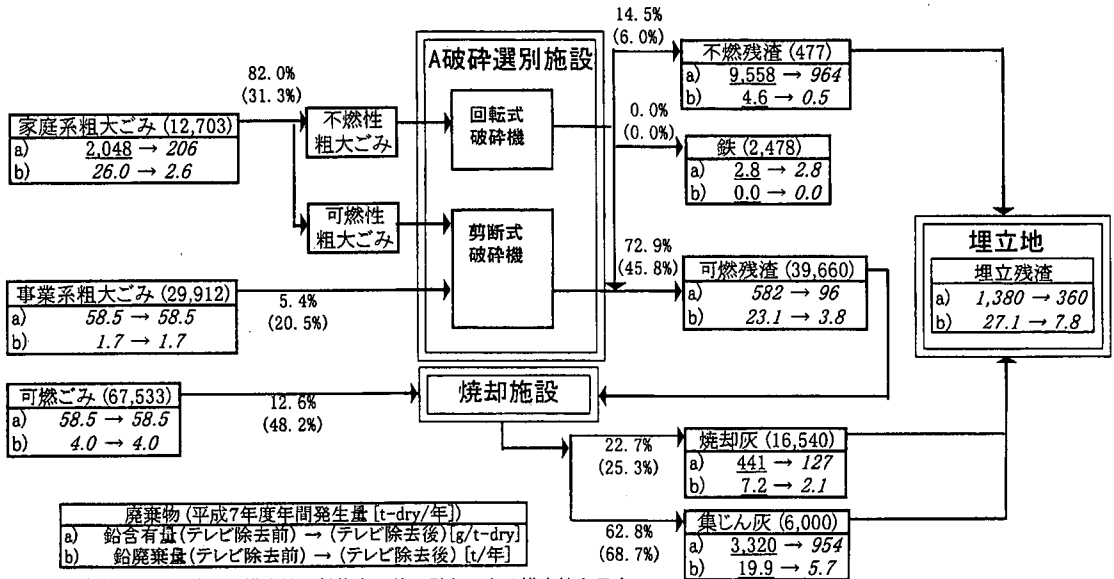 14.5%
(6.0%)
A破砕選別施設
不燃残渣 (477)
a) 9,558 → 964
b) 4.6 → 0.5
82.0%
(31.3%)
不燃性
粗大ごみ
回転式
破砕機
0.0%
(0.0%)
家庭系粗大ごみ (12,703)
a) 2,048 → 206
b) 26.0 → 2.6
鉄 (2,478)
a) 2.8 → 2.8
b) 0.0 → 0.0
可燃性
粗大ごみ
剪断式
破砕機
72.9%
(45.8%)
埋立地
埋立残渣
a) 1,380 → 360
b) 27.1 → 7.8
可燃残渣 (39,660)
a) 582 → 96
b) 23.1 → 3.8
事業系粗大ごみ (29,912)
a) 58.5 → 58.5
b) 1.7 → 1.7
5.4%
(20.5%)
焼却施設
可燃ごみ (67,533)
a) 58.5 → 58.5
b) 4.0 → 4.0
12.6%
(48.2%)
22.7%
(25.3%)
焼却灰 (16,540)
a) 441 → 127
b) 7.2 → 2.1
62.8%
(68.7%)
集じん灰 (6,000)
a) 3,320 → 954
b) 19.9 → 5.7
廃棄物 (平成7年度年間発生量 [t-dry/年])
a) 鉛含有量(テレビ除去前) → (テレビ除去後) [g/t-dry]
b) 鉛廃棄量(テレビ除去前) → (テレビ除去後) [t/年]